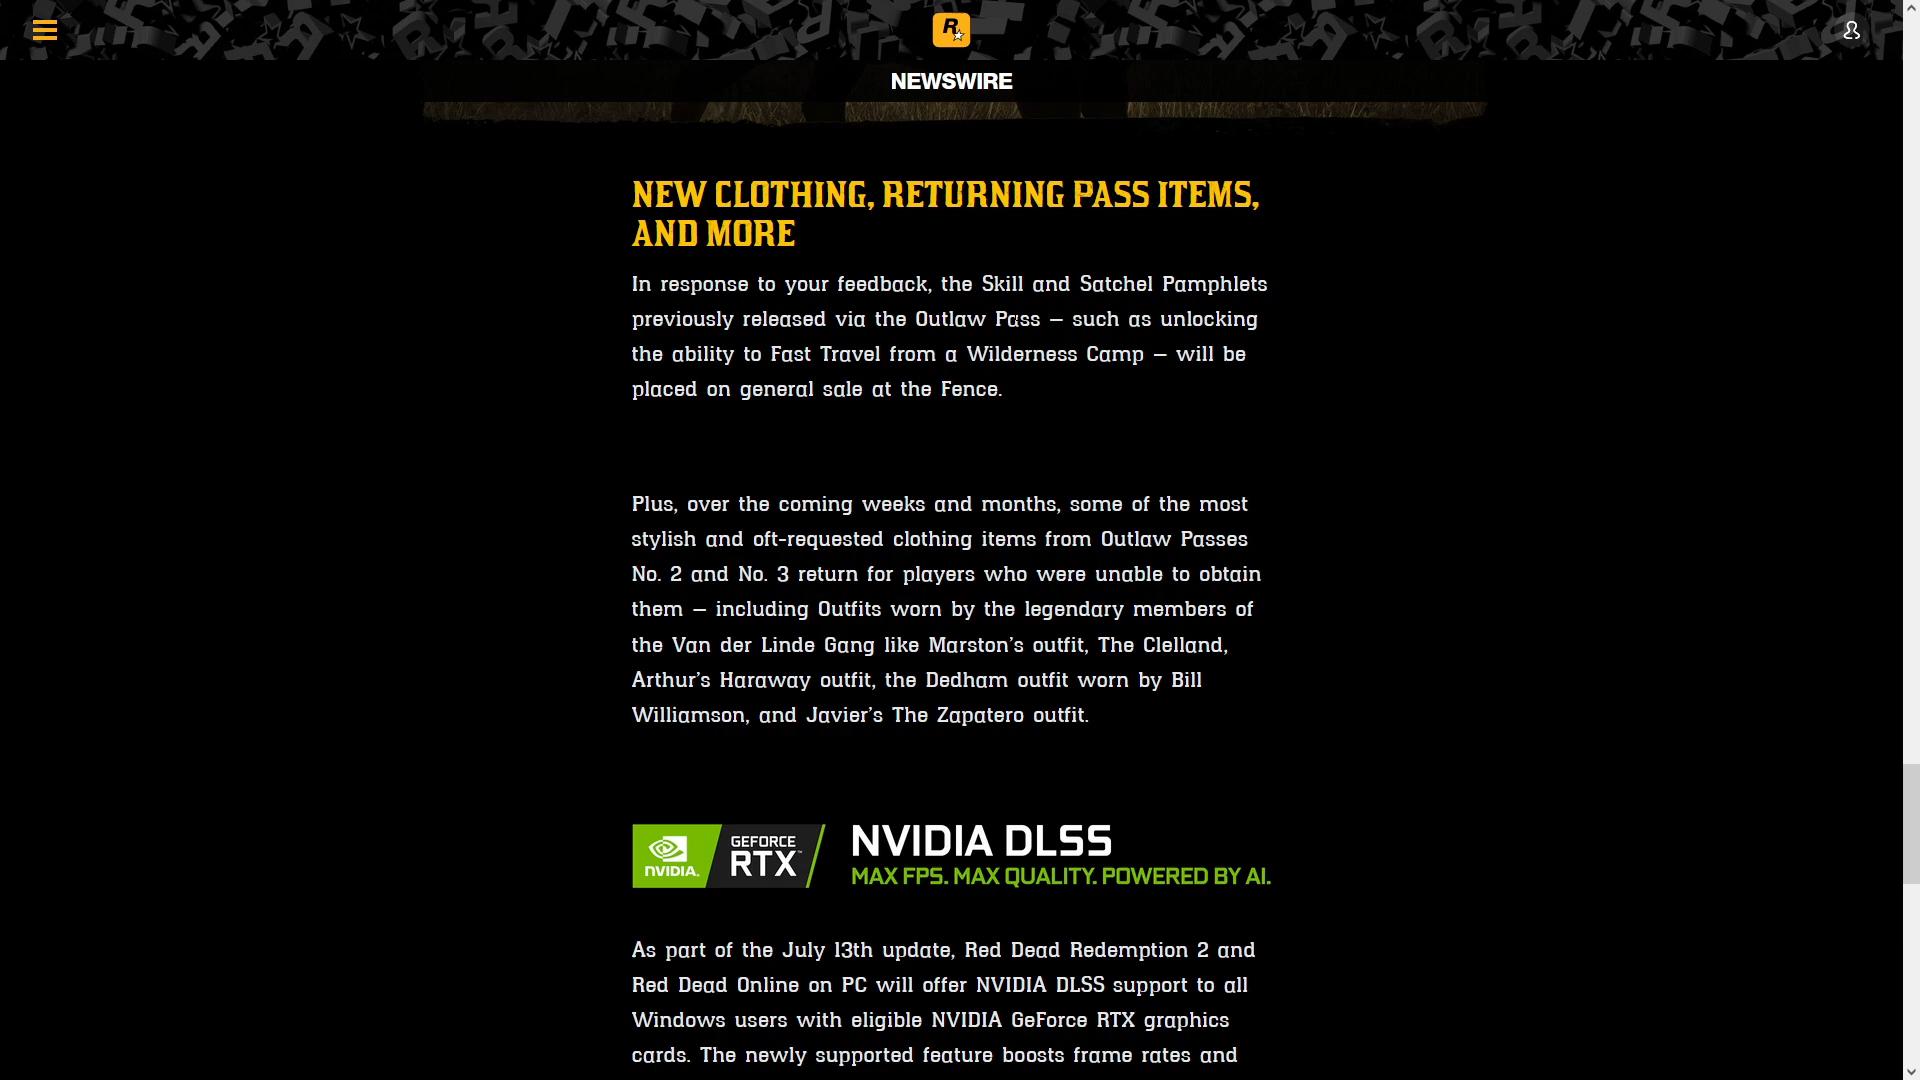 R
NEWSWIRE
NEW CLOTHING, RETURNING PASS ITEMS,
AND MORE
In response to your feedback, the Skill and Satchel Pamphlets
previously released via the Outlaw Pass – such as unlocking
the ability to Fast Travel from a Wilderness Camp – will be
placed on general sale at the Fence.
Plus, over the coming weeks and months, some of the most
stylish and oft-requested clothing items from Outlaw Passes
No. 2 and No. 3 return for players who were unable to obtain
them – including Outfits worn by the legendary members of
the Van der Linde Gang like Marston’s outfit, The Clelland,
Arthur’s Haraway outfit, the Dedham outfit worn by Bill
Williamson, and Javier’s The Zapatero outfit.
NVIDIA.
GEFORCE
RTX™
NVIDIA DLSS
MAX FPS. MAX QUALITY. POWERED BY AI.
As part of the July 13th update, Red Dead Redemption 2 and
Red Dead Online on PC will offer NVIDIA DLSS support to all
Windows users with eligible NVIDIA GeForce RTX graphics
cards. The newly supported feature boosts frame rates and